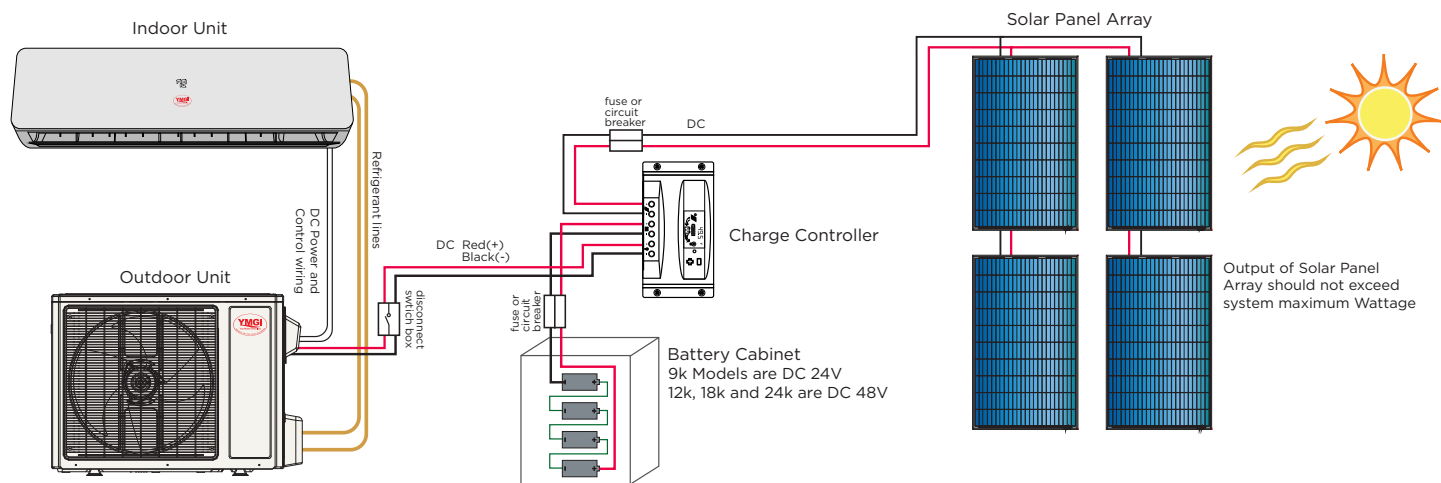 Indoor Unit
Solar Panel Array
YMGI
fuse or
circuit
breaker
DC
Refrigerant lines
DC Power and
Control wiring
Charge Controller
DC Red(+)
Black(-)
Outdoor Unit
YMGI
disconnect
swtich box
fuse or
circuit
breaker
Output of Solar Panel
Array should not exceed
system maximum Wattage
Battery Cabinet
9k Models are DC 24V
12k, 18k and 24k are DC 48V